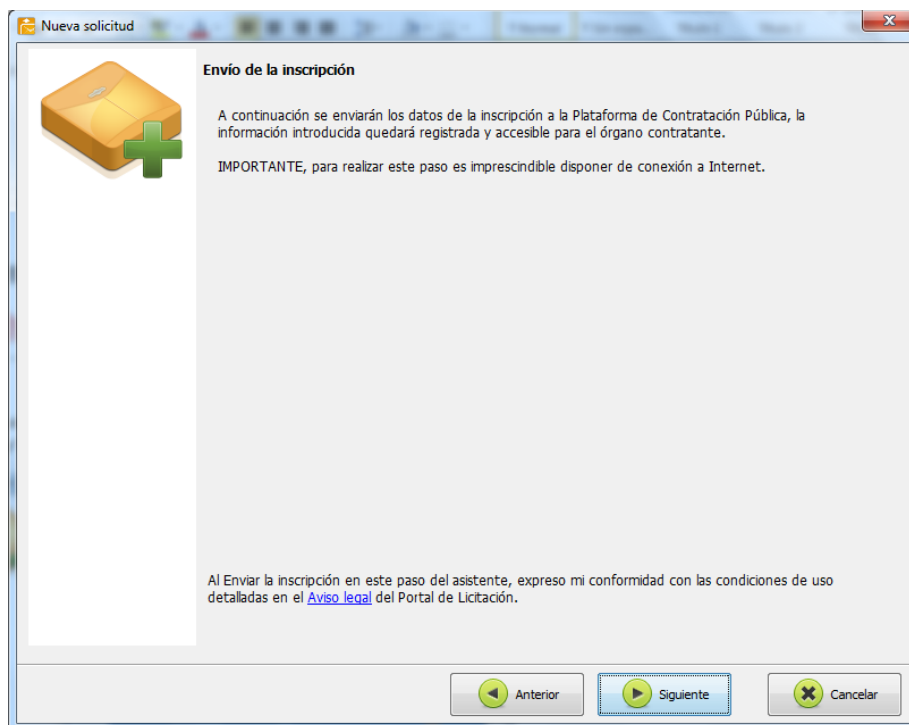 Nueva solicitud
Envío de la inscripción
A continuación se enviarán los datos de la inscripción a la Plataforma de Contratación Pública, la
información introducida quedará registrada y accesible para el órgano contratante.
IMPORTANTE, para realizar este paso es imprescindible disponer de conexión a Internet.
Al Enviar la inscripción en este paso del asistente, expreso mi conformidad con las condiciones de uso
detalladas en el Aviso legal del Portal de Licitación.
Anterior Siguiente Cancelar